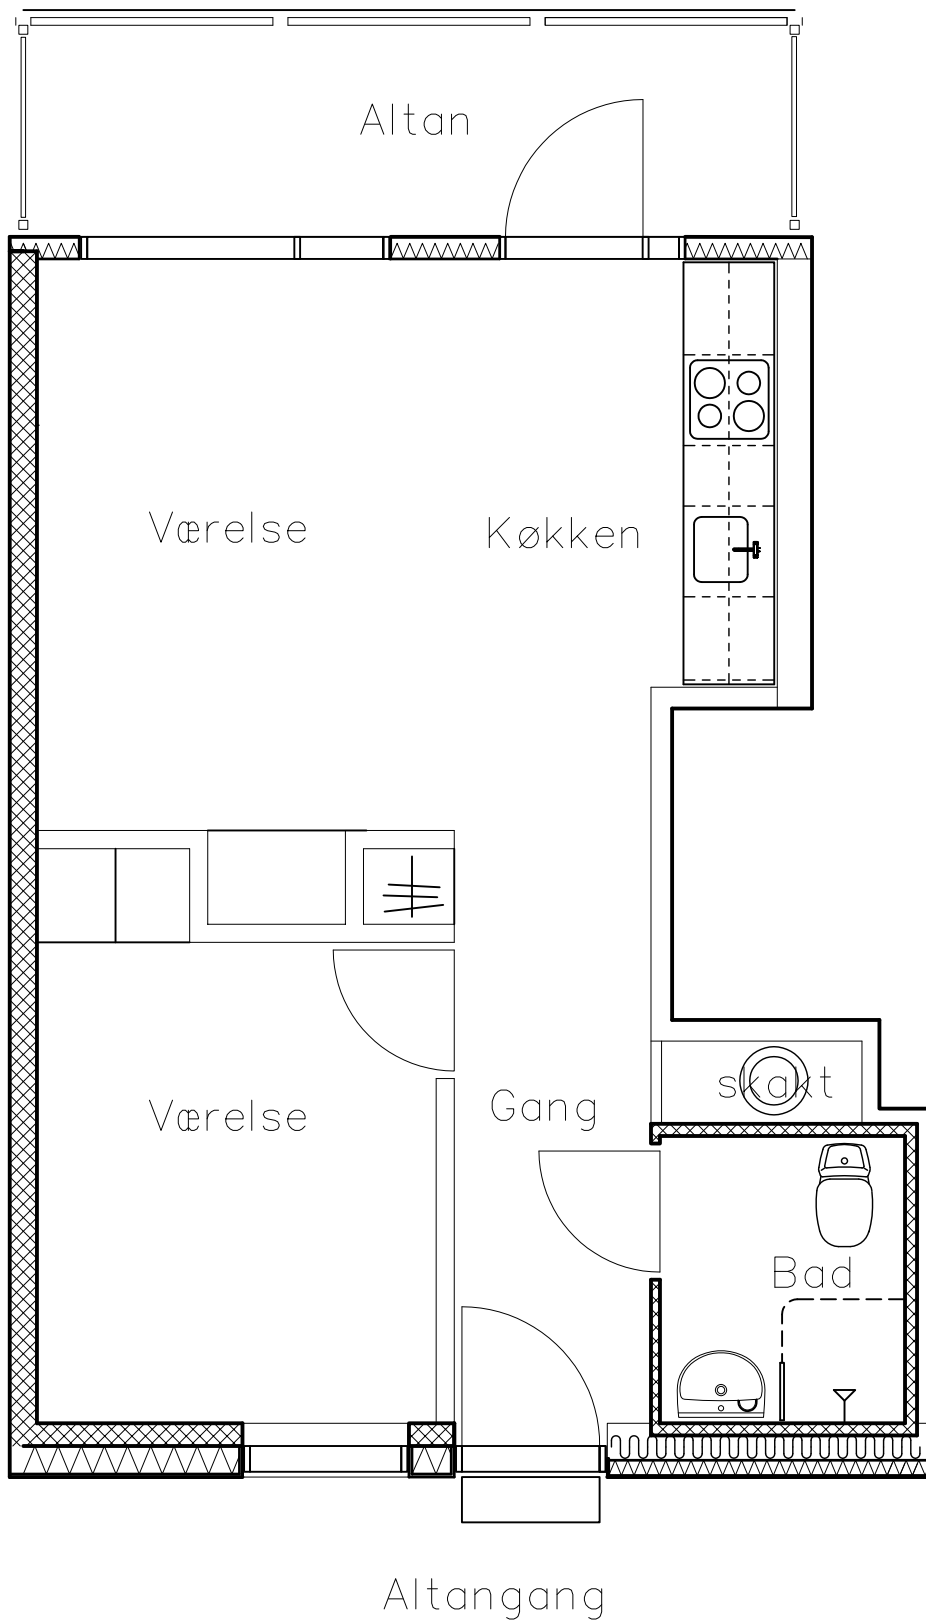 Altan
Værelse
Køkken
skakt
Gang
Værelse
Bad
Altangang